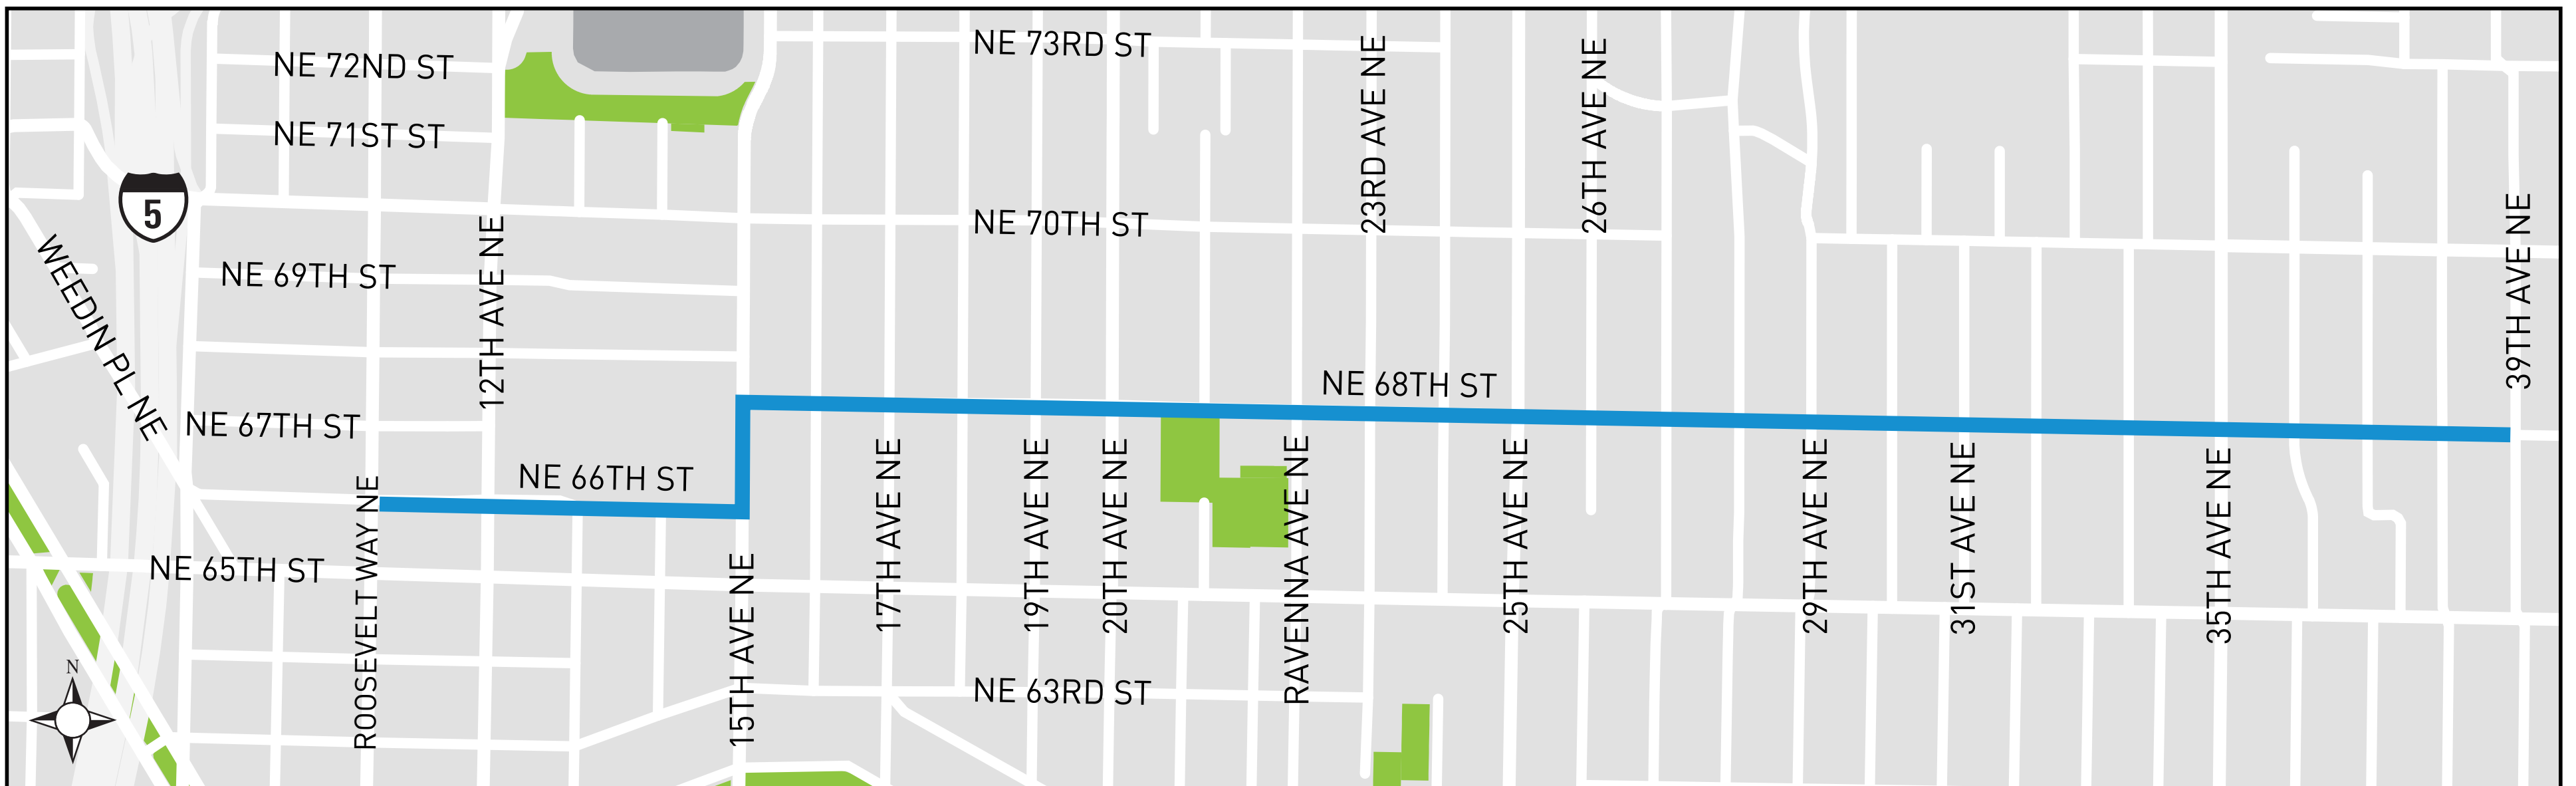 NE 73RD ST
NE 72ND ST
NE 71ST ST
23RD AVE NE
26TH AVE NE
5
NE 70TH ST
39TH AVE NE
WEEDIN PL NE
NE 69TH ST
12TH AVE NE
NE 68TH ST
NE 67TH ST
NE 66TH ST
ROOSEVELT WAY NE
NE 65TH ST
15TH AVE NE
17TH AVE NE
19TH AVE NE
20TH AVE NE
RAVENNA AVE NE
25TH AVE NE
29TH AVE NE
31ST AVE NE
35TH AVE NE
N
NE 63RD ST